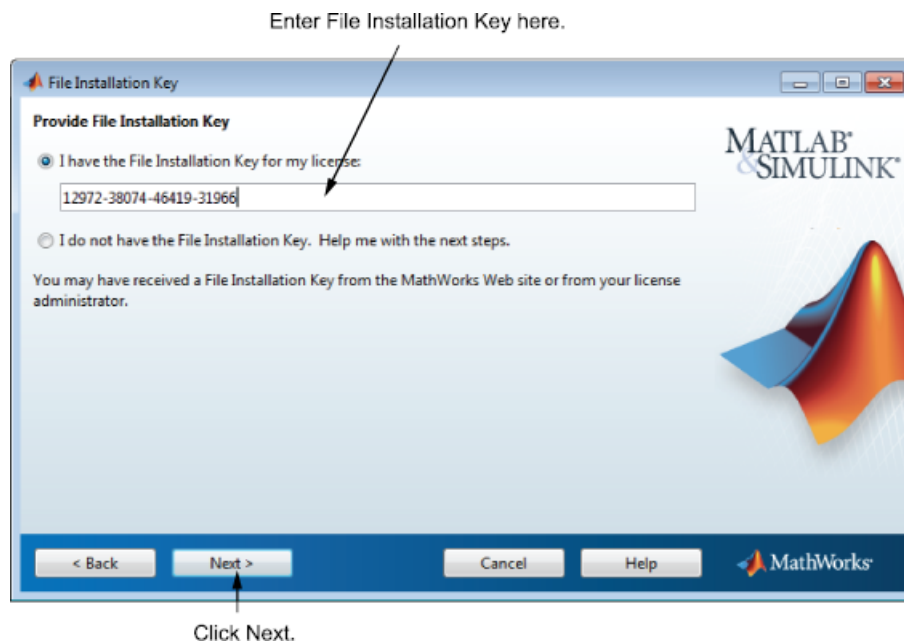 Enter File Installation Key here.
File Installation Key
Provide File Installation Key
MATLAB®
&SIMULINK®
I have the File Installation Key for my license:
12972-38074-46419-31966
I do not have the File Installation Key. Help me with the next steps.
You may have received a File Installation Key from the MathWorks Web site or from your license
administrator.
< Back
Next >
Cancel
Help
MathWorks®
Click Next.